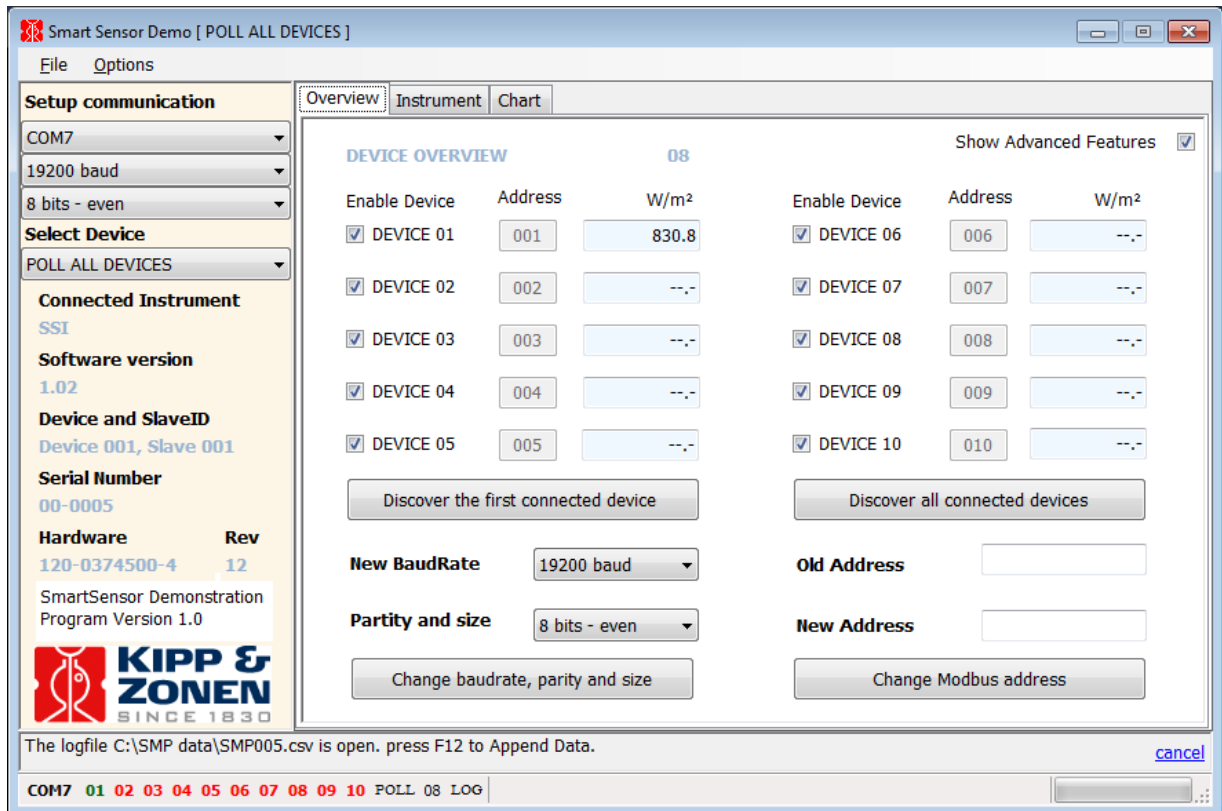 Smart Sensor Demo [ POLL ALL DEVICES ]
File Options
Setup communication
COM7
19200 baud
8 bits - even
Select Device
POLL ALL DEVICES
Connected Instrument
SSI
Software version
1.02
Device and SlaveID
Device 001, Slave 001
Serial Number
00-0005
Hardware Rev
120-0374500-4 12
SmartSensor Demonstration
Program Version 1.0
KIPP &
ZONEN
SINCE 1830
Overview Instrument Chart
Show Advanced Features
DEVICE OVERVIEW 08
Enable Device Address W/m²
DEVICE 01 001 830.8
DEVICE 02 002 --.-
DEVICE 03 003 --.-
DEVICE 04 004 --.-
DEVICE 05 005 --.-
Discover the first connected device
New BaudRate 19200 baud
Partity and size 8 bits - even
Change baudrate, parity and size
Enable Device Address W/m²
DEVICE 06 006 --.-
DEVICE 07 007 --.-
DEVICE 08 008 --.-
DEVICE 09 009 --.-
DEVICE 10 010 --.-
Discover all connected devices
Old Address
New Address
Change Modbus address
The logfile C:\SMP data\SMP005.csv is open. press F12 to Append Data.
cancel
COM7 01 02 03 04 05 06 07 08 09 10 POLL 08 LOG